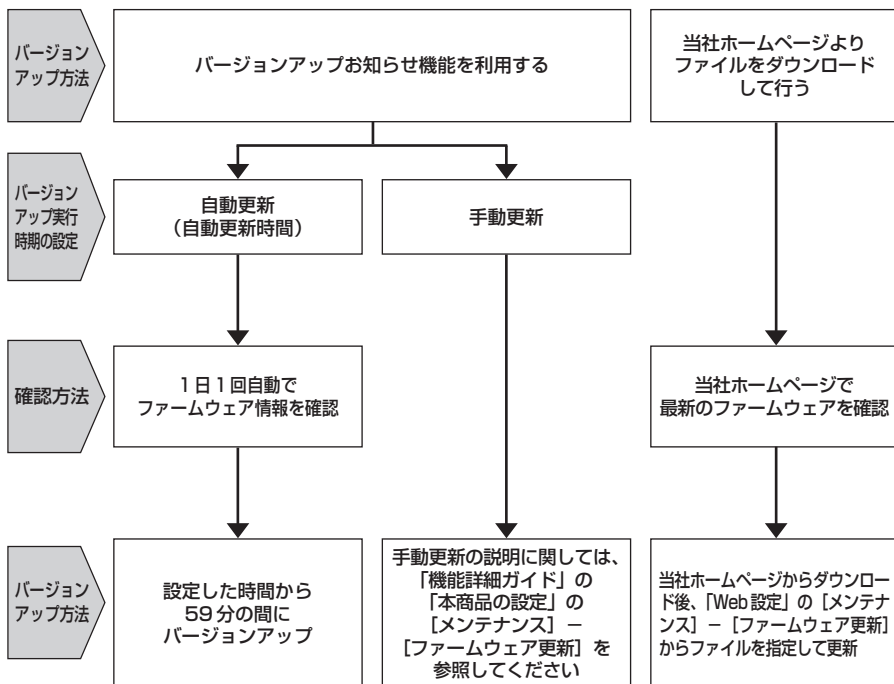 バージョン
アップ方法
バージョンアップお知らせ機能を利用する
当社ホームページより
ファイルをダウンロード
して行う
バージョン
アップ実行
時期の設定
自動更新
（自動更新時間）
手動更新
確認方法
1日1回自動で
ファームウェア情報を確認
当社ホームページで
最新のファームウェアを確認
バージョン
アップ方法
設定した時間から
59分の間に
バージョンアップ
手動更新の説明に関しては、
「機能詳細ガイド」の
「本商品の設定」の
［メンテナンス］－
［ファームウェア更新］を
参照してください
当社ホームページからダウンロー
ド後、「Web設定」の［メンテナ
ンス］－［ファームウェア更新］
からファイルを指定して更新